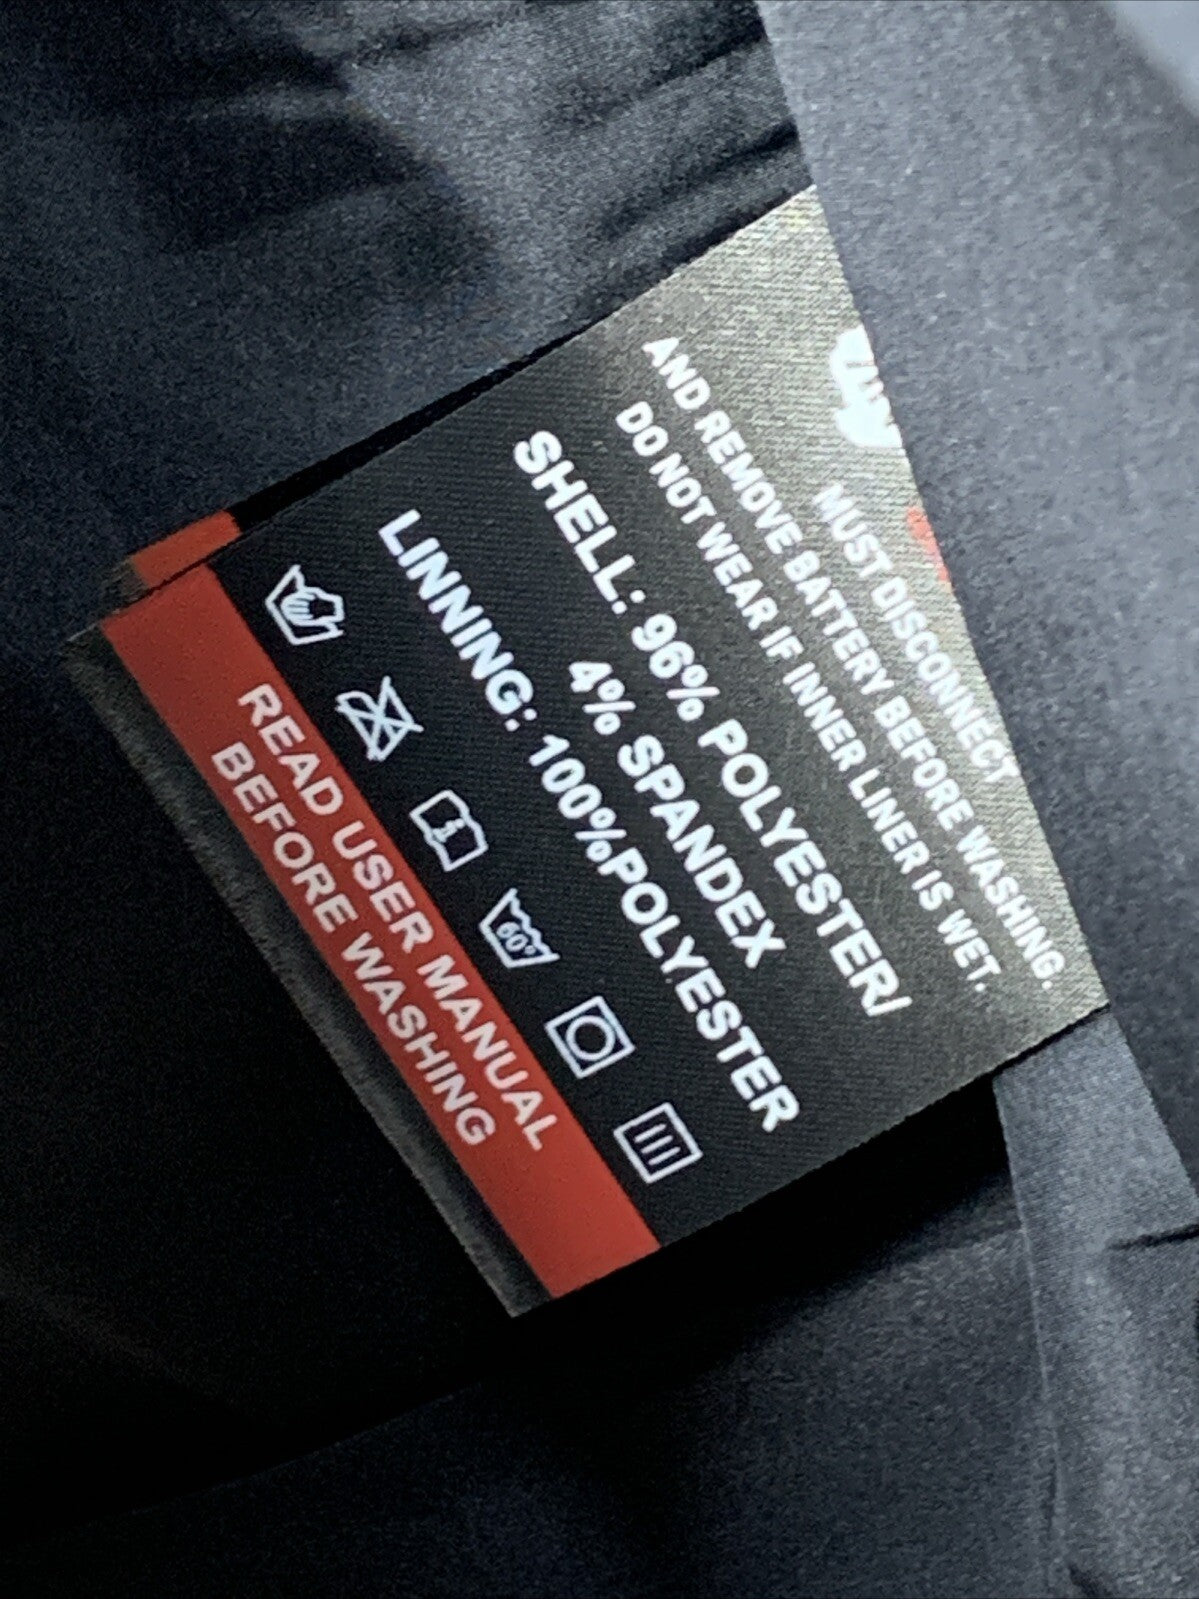 MUST DISCONNECT
AND REMOVE BATTERY BEFORE WASHING.
DO NOT WEAR IF INNER LINER IS WET.
SHELL: 96% POLYESTER/
4% SPANDEX
LINNING: 100%POLYESTER
60°
READ USER MANUAL
BEFORE WASHING